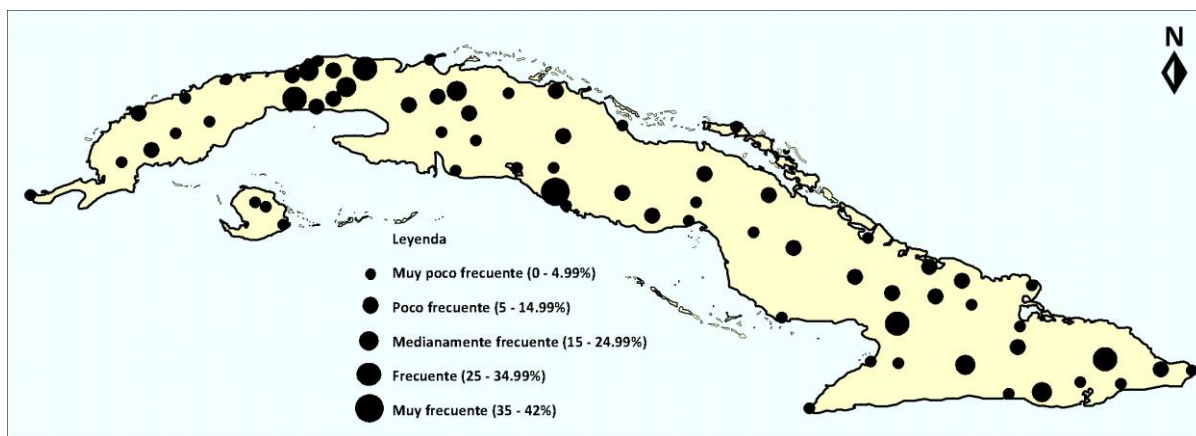 N
Leyenda
Muy poco frecuente (0 - 4.99%)
Poco frecuente (5 - 14.99%)
Medianamente frecuente (15 - 24.99%)
Frecuente (25 - 34.99%)
Muy frecuente (35 - 42%)